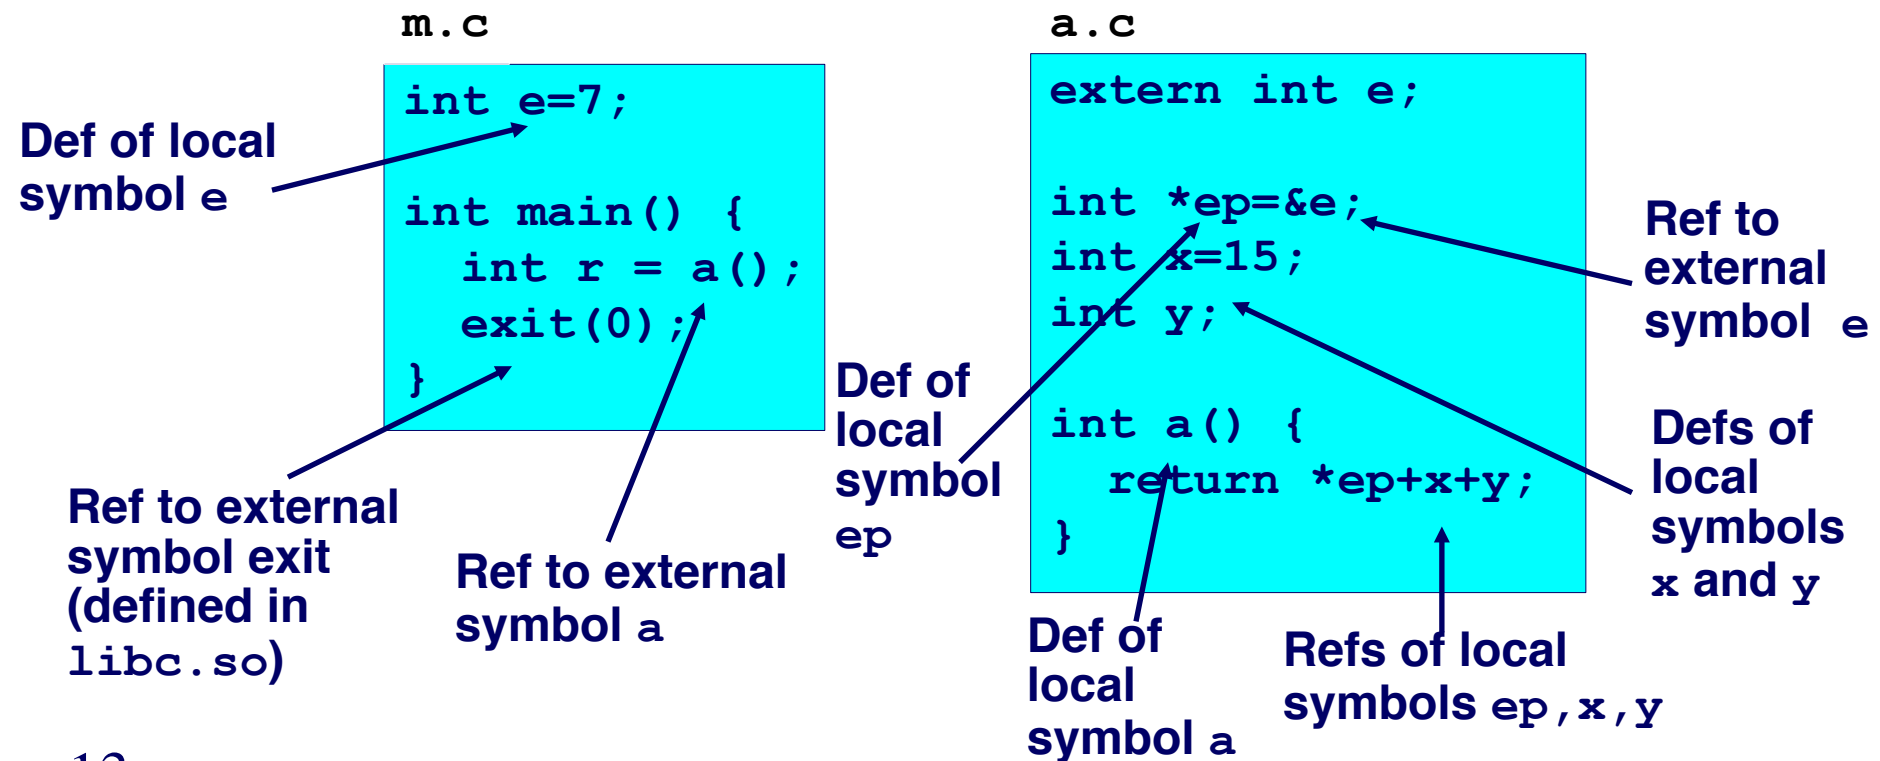 m.c
int e=7;
int main() {
int r = a();
exit(0);
}
a.c
extern int e;
int *ep=&e;
int x=15;
int y;
int a() {
return *ep+x+y;
}
Def of local
symbol e
Ref to external
symbol exit
(defined in
libc.so)
Ref to external
symbol a
Def of
local
symbol
ep
Ref to
external
symbol e
Defs of
local
symbols
x and y
Def of
local
symbol a
Refs of local
symbols ep,x,y